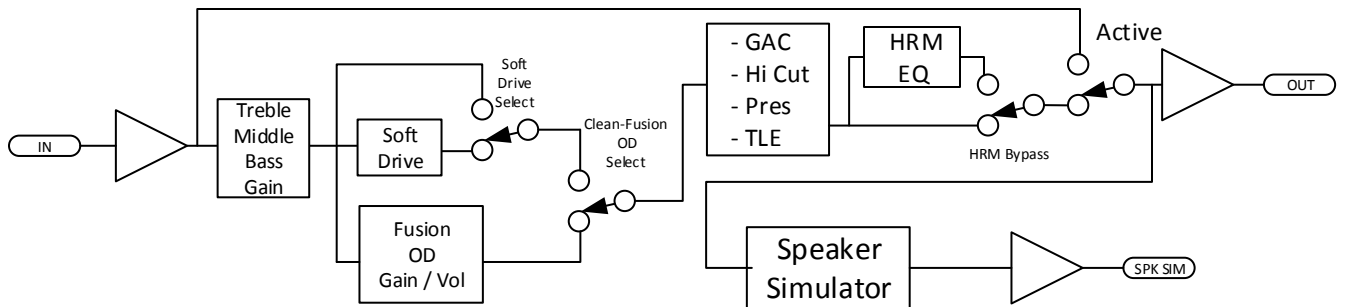 IN
Treble
Middle
Bass
Gain
Soft
Drive
Select
Soft
Drive
Fusion
OD
Gain / Vol
Clean-Fusion
OD
Select
- GAC
- Hi Cut
- Pres
- TLE
HRM
EQ
HRM Bypass
Active
OUT
Speaker
Simulator
SPK SIM